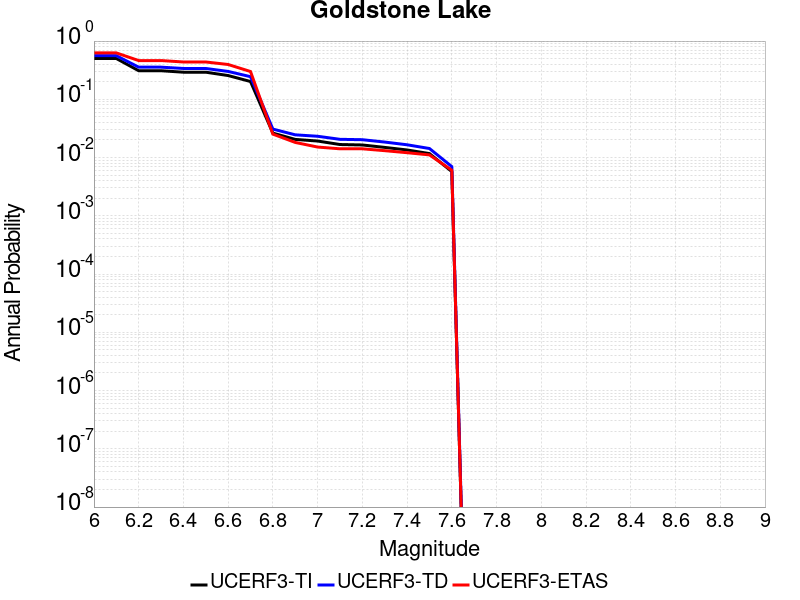 Goldstone Lake
10^0
10^-1
10^-2
10^-3
10^-4
10^-5
10^-6
10^-7
10^-8
Annual Probability
6 6.2 6.4 6.6 6.8 7 7.2 7.4 7.6 7.8 8 8.2 8.4 8.6 8.8 9
Magnitude
UCERF3-TI UCERF3-TD UCERF3-ETAS